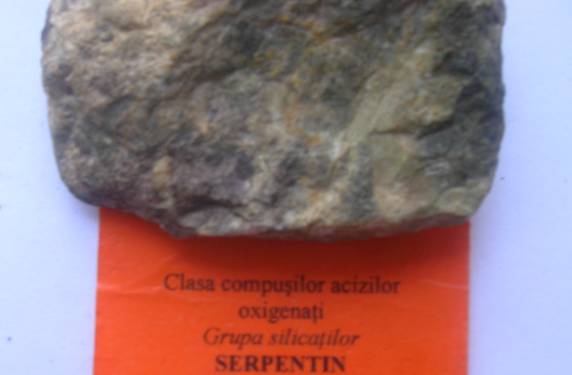 Clasa compuşilor acizilor
oxigenaţi
Grupa silicaţilor
SERPENTIN